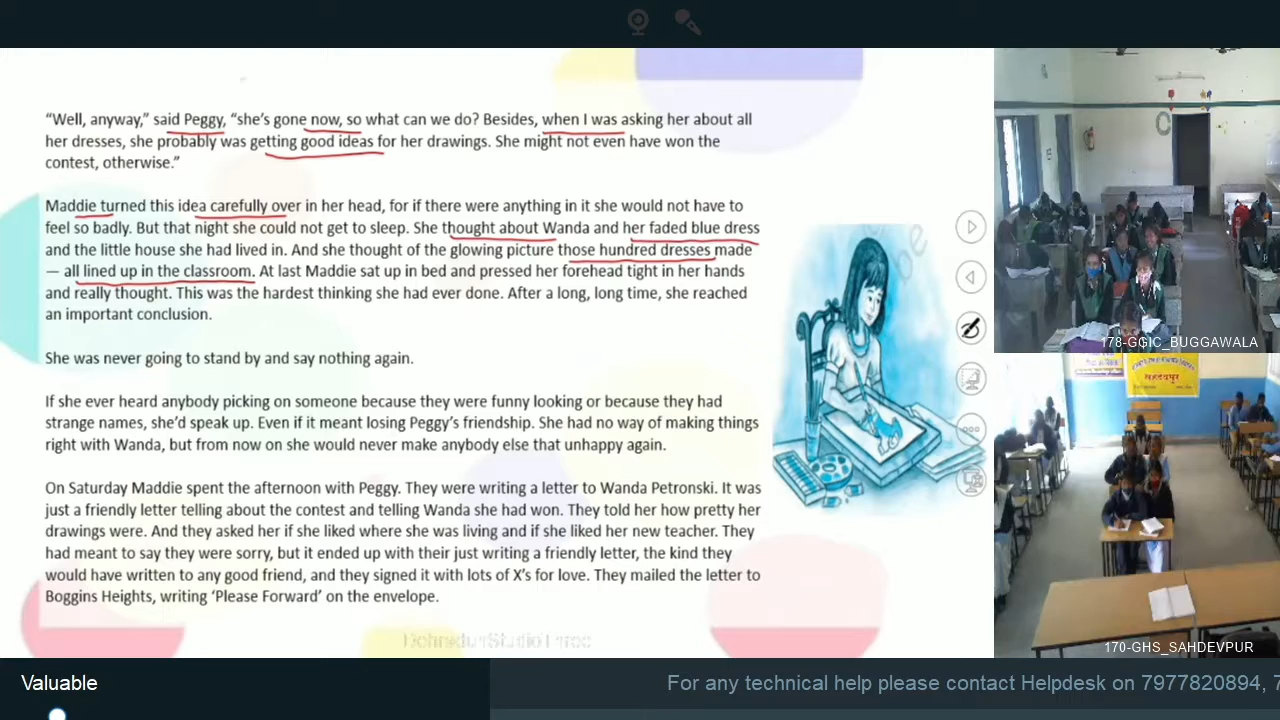 “Well, anyway,” said Peggy, “she’s gone now, so what can we do? Besides, when I was asking her about all
her dresses, she probably was getting good ideas for her drawings. She might not even have won the
contest, otherwise.”
Maddie turned this idea carefully over in her head, for if there were anything in it she would not have to
feel so badly. But that night she could not get to sleep. She thought about Wanda and her faded blue dress
and the little house she had lived in. And she thought of the glowing picture those hundred dresses made
— all lined up in the classroom. At last Maddie sat up in bed and pressed her forehead tight in her hands
and really thought. This was the hardest thinking she had ever done. After a long, long time, she reached
an important conclusion.
She was never going to stand by and say nothing again.
If she ever heard anybody picking on someone because they were funny looking or because they had
strange names, she’d speak up. Even if it meant losing Peggy’s friendship. She had no way of making things
right with Wanda, but from now on she would never make anybody else that unhappy again.
On Saturday Maddie spent the afternoon with Peggy. They were writing a letter to Wanda Petronski. It was
just a friendly letter telling about the contest and telling Wanda she had won. They told her how pretty her
drawings were. And they asked her if she liked where she was living and if she liked her new teacher. They
had meant to say they were sorry, but it ended up with their just writing a friendly letter, the kind they
would have written to any good friend, and they signed it with lots of X’s for love. They mailed the letter to
Boggins Heights, writing ‘Please Forward’ on the envelope.
178-GGIC_BUGGAWALA
170-GHS_SAHDEVPUR
Valuable
For any technical help please contact Helpdesk on 7977820894, 7